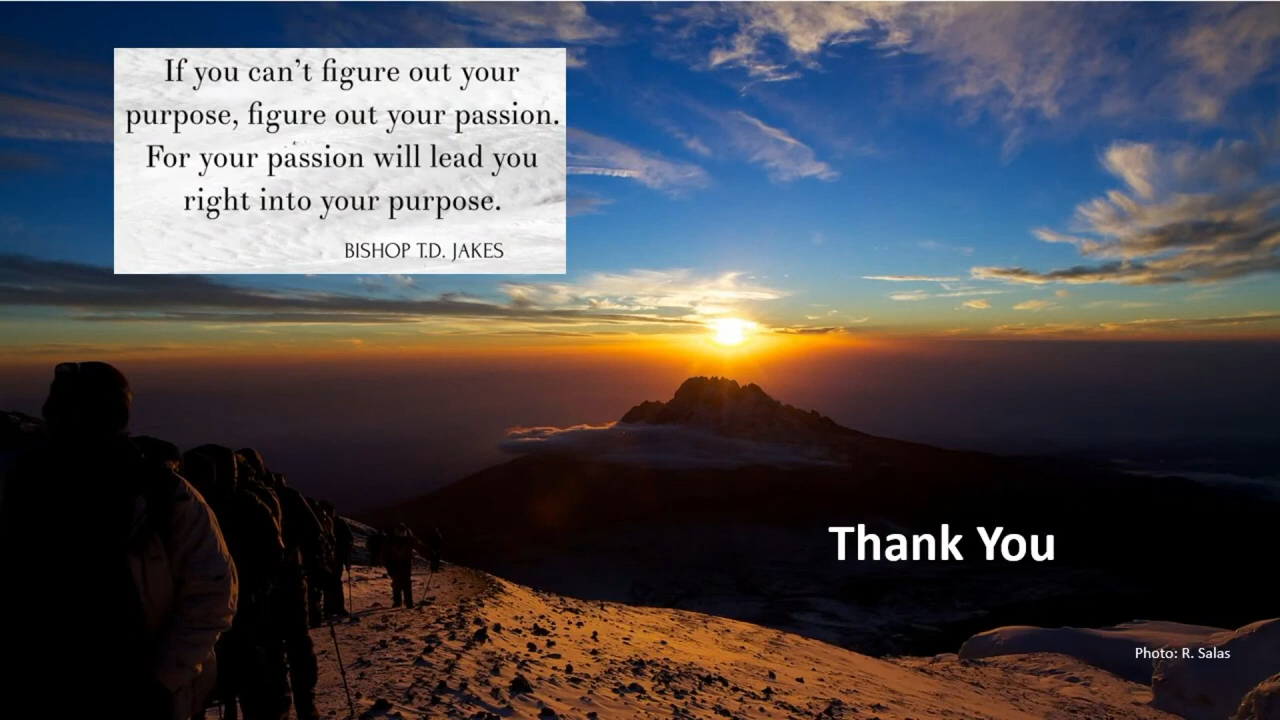 If you can’t figure out your
purpose, figure out your passion.
For your passion will lead you
right into your purpose.
BISHOP T.D. JAKES
Thank You
Photo: R. Salas